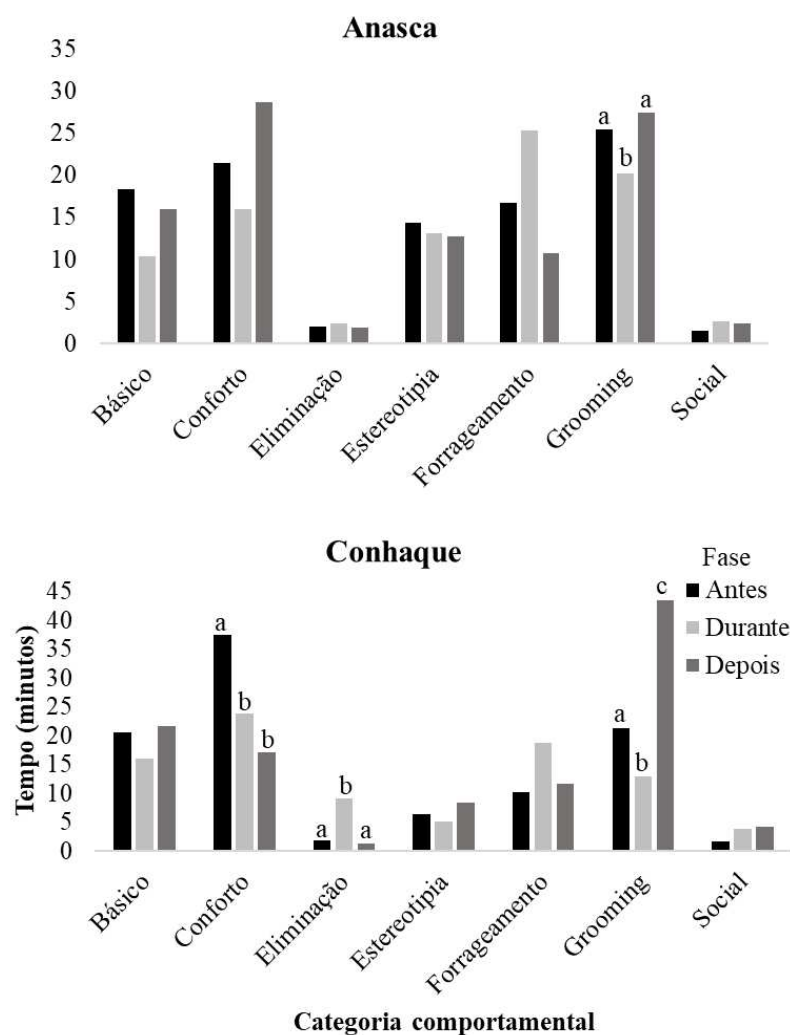 Anasca
35
30
25
20
15
10
5
0
a
b
a
Básico
Conforto
Eliminação
Estereotipia
Forrageamento
Grooming
Social
Conhaque
Fase
Antes
Durante
Depois
Tempo (minutos)
45
40
35
30
25
20
15
10
5
0
a
b
b
a
b
a
a
b
c
Básico
Conforto
Eliminação
Estereotipia
Forrageamento
Grooming
Social
Categoria comportamental